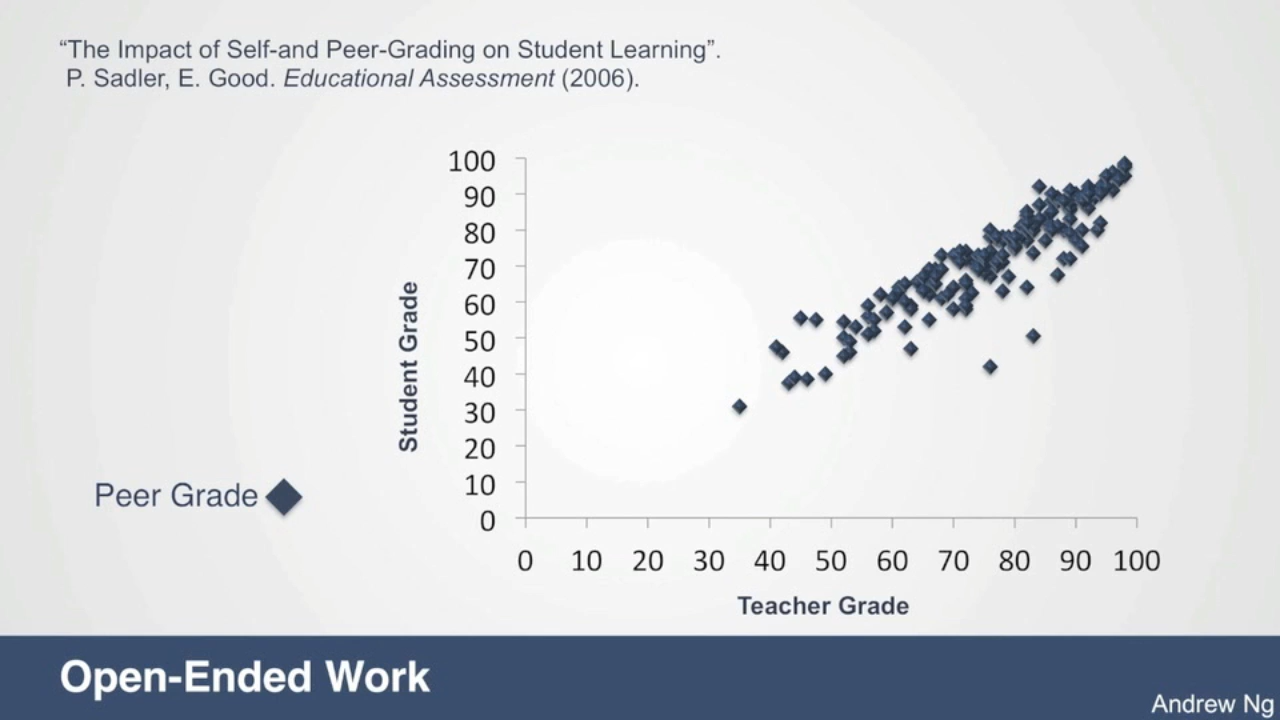 “The Impact of Self-and Peer-Grading on Student Learning”.
P. Sadler, E. Good. Educational Assessment (2006).
100
90
80
70
60
50
40
30
20
10
0
Student Grade
Peer Grade
0 10 20 30 40 50 60 70 80 90 100
Teacher Grade
Open-Ended Work
Andrew Ng